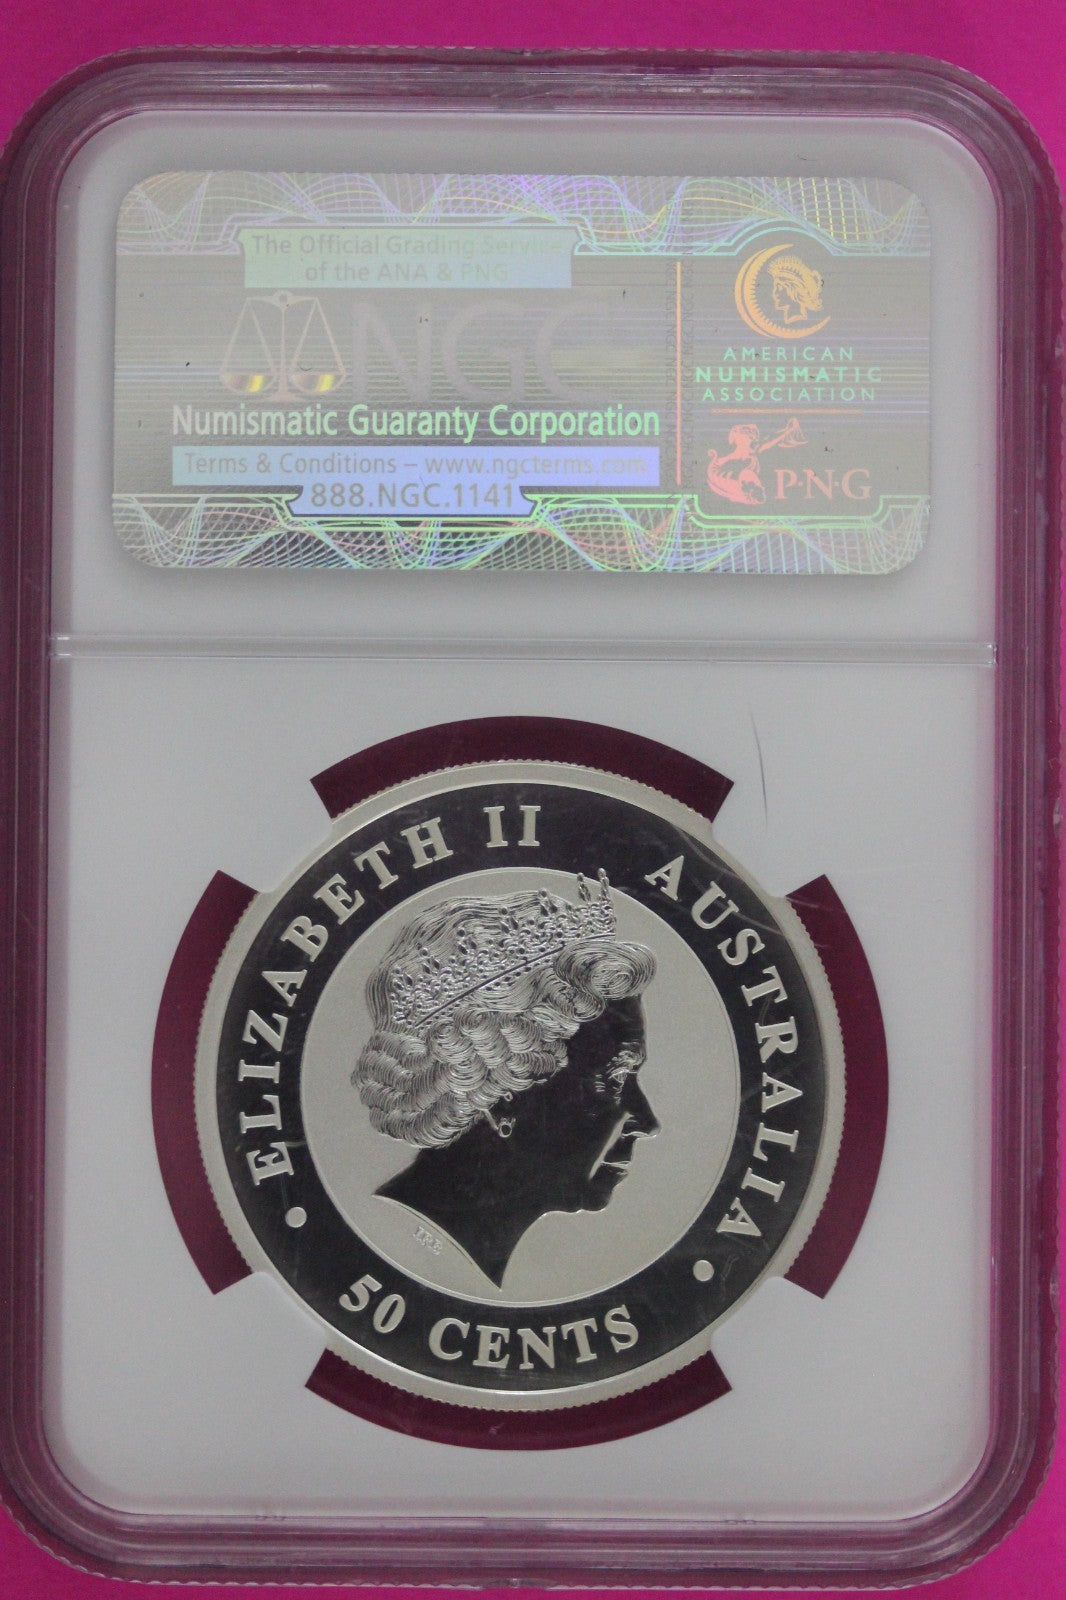 The Official Grading Service
of the ANA & PNG
NGC
Numismatic Guaranty Corporation
Terms & Conditions – www.ngcterms.com
888.NGC.1141
AMERICAN
NUMISMATIC
ASSOCIATION
P·N·G
ELIZABETH II AUSTRALIA
IRB
50 CENTS